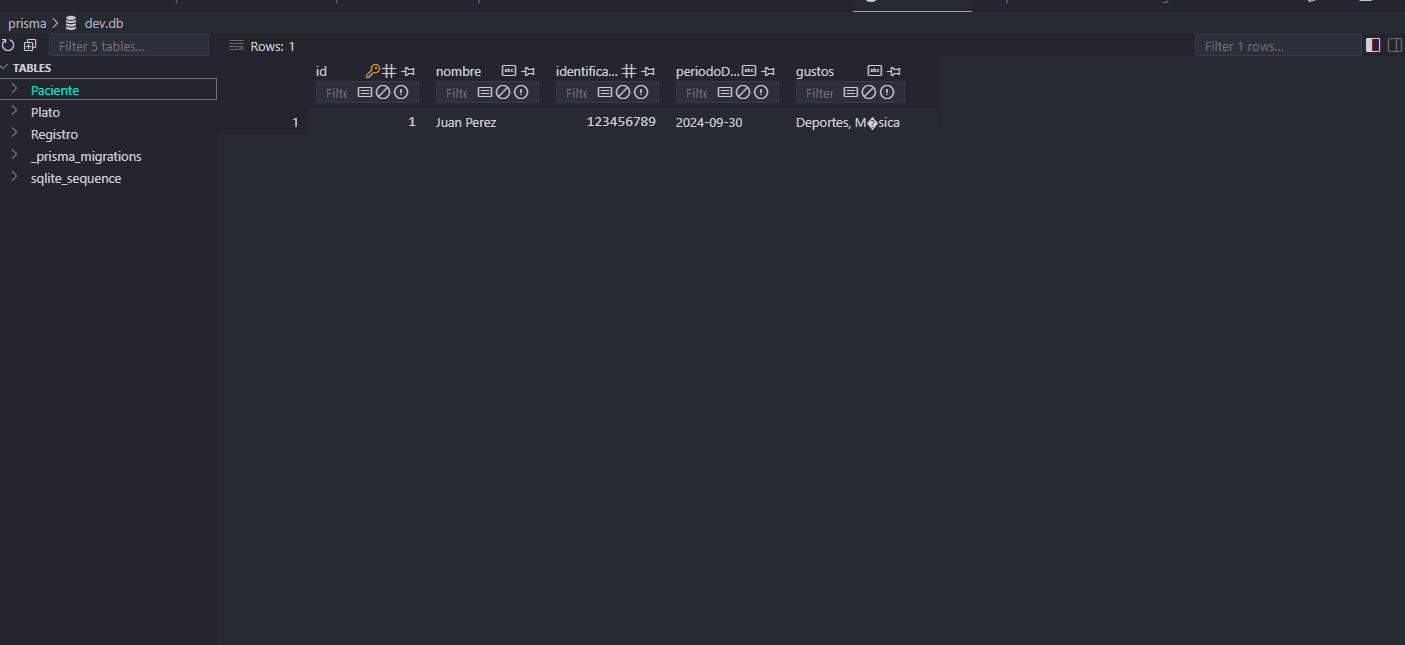 prisma > dev.db
Filter 5 tables...
Rows: 1
Filter 1 rows...
TABLES
Paciente
Plato
Registro
_prisma_migrations
sqlite_sequence
id nombre identifica... periodoD... gustos
Filte Filte Filte Filte Filter
1 1 Juan Perez 123456789 2024-09-30 Deportes, M�sica